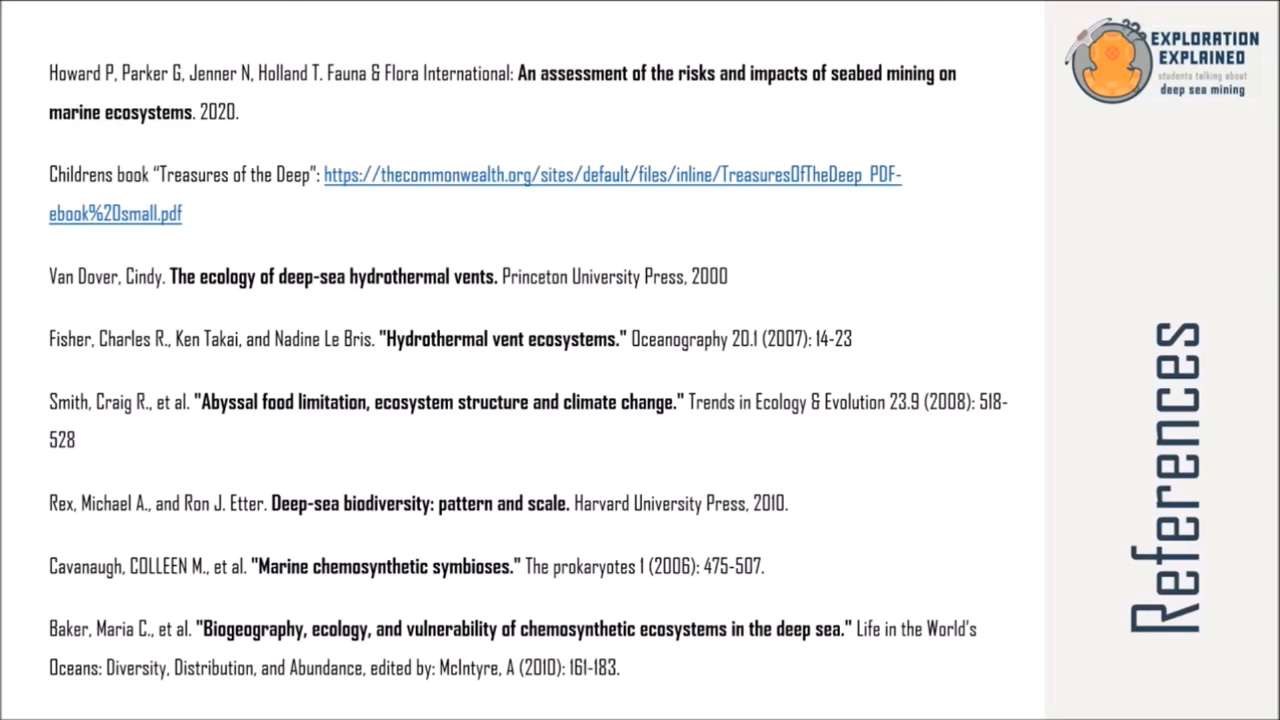 Howard P, Parker G, Jenner N, Holland T. Fauna & Flora International: An assessment of the risks and impacts of seabed mining on
marine ecosystems. 2020.
Childrens book “Treasures of the Deep”: https://thecommonwealth.org/sites/default/files/inline/TreasuresOfTheDeep_PDF-
ebook%20small.pdf
Van Dover, Cindy. The ecology of deep-sea hydrothermal vents. Princeton University Press, 2000
Fisher, Charles R., Ken Takai, and Nadine Le Bris. "Hydrothermal vent ecosystems." Oceanography 20.1 (2007): 14-23
Smith, Craig R., et al. "Abyssal food limitation, ecosystem structure and climate change." Trends in Ecology & Evolution 23.9 (2008): 518-
528
Rex, Michael A., and Ron J. Etter. Deep-sea biodiversity: pattern and scale. Harvard University Press, 2010.
Cavanaugh, COLLEEN M., et al. "Marine chemosynthetic symbioses." The prokaryotes 1 (2006): 475-507.
Baker, Maria C., et al. "Biogeography, ecology, and vulnerability of chemosynthetic ecosystems in the deep sea." Life in the World's
Oceans: Diversity, Distribution, and Abundance, edited by: McIntyre, A (2010): 161-183.
EXPLORATION
EXPLAINED
students talking about
deep sea mining
References